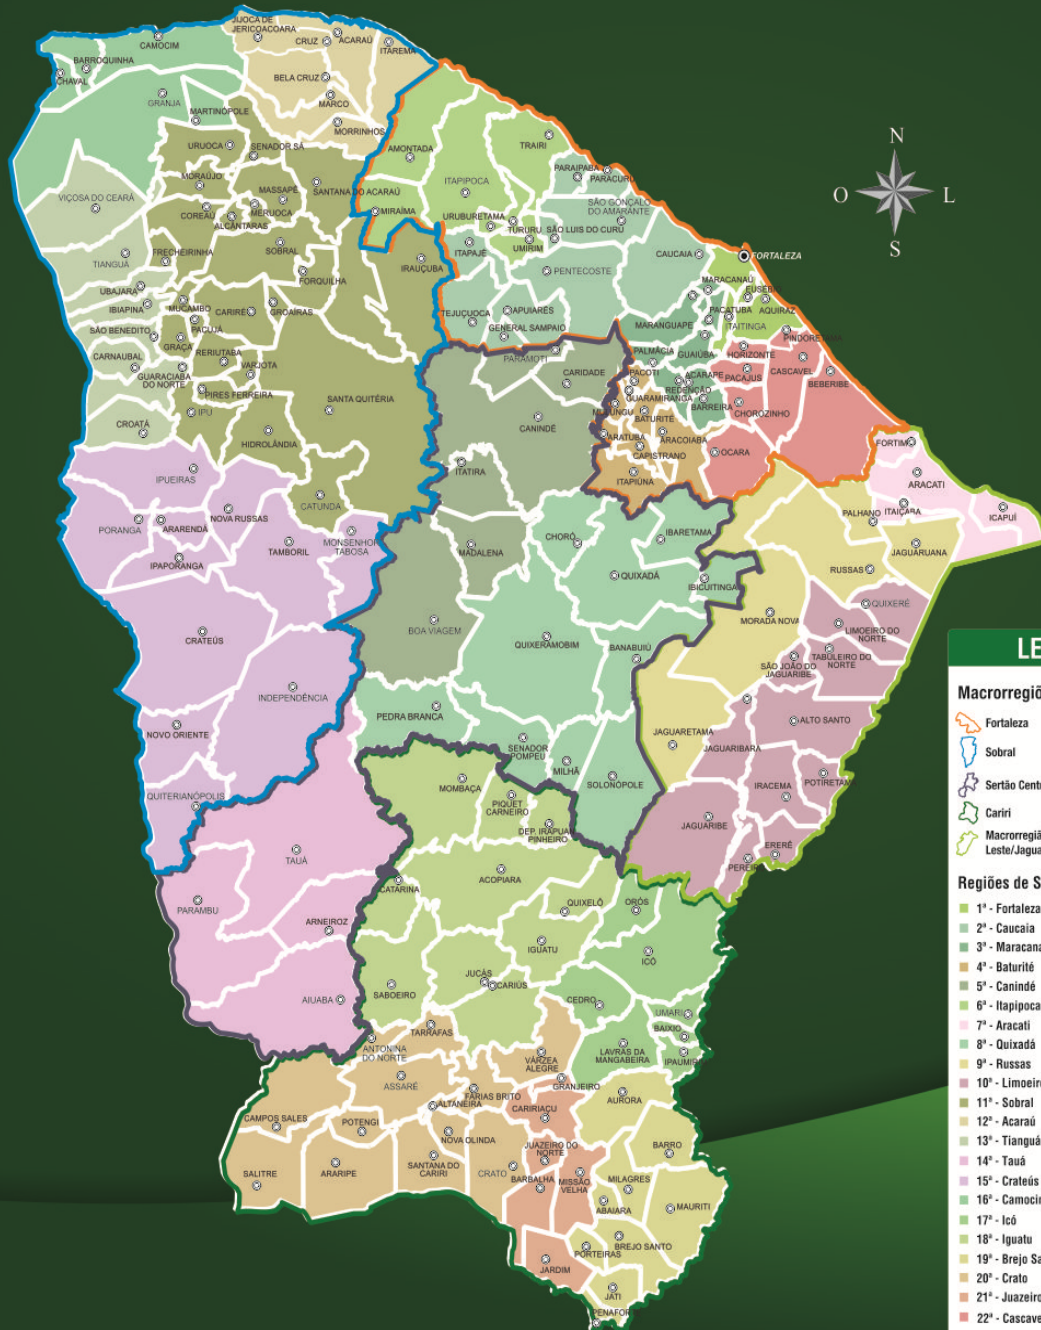 JIJOCA DE
JERICOACOARA
CRUZ
ACARAÚ
ITAREMA
CAMOCIM
BARROQUINHA
CHAVAL
BELA CRUZ
GRANJA
MARCO
MARTINÓPOLE
MORRINHOS
URUOCA
SENADOR SÁ
AMONTADA
TRAIRI
N
O
L
S
PARAIPABA
PARACURU
MORAÚJO
MASSAPÊ
SANTANA DO ACARAÚ
ITAPIPOCA
VIÇOSA DO CEARÁ
COREAÚ
MERUOCA
ALCÂNTARAS
MIRAÍMA
URUBURETAMA
TURURU
SÃO GONÇALO
DO AMARANTE
SÃO LUIS DO CURÚ
UMIRIM
TIANGUÁ
FRECHEIRINHA
SOBRAL
FORQUILHA
IRAUÇUBA
ITAPAJÉ
PENTECOSTE
CAUCAIA
FORTALEZA
UBAJARA
IBIAPINA
MUCAMBO
CARIRÉ
GROAÍRAS
TEJUÇUOCA
APUIARÉS
GENERAL SAMPAIO
MARACANAÚ
EUSÉBIO
PACATUBA
AQUIRAZ
ITAITINGA
MARANGUAPE
SÃO BENEDITO
PACUJÁ
GRAÇA
RERIUTABA
PINDORETAMA
GUAIÚBA
PALMÁCIA
HORIZONTE
CARNAUBAL
GUARACIABA
DO NORTE
VARJOTA
PIRES FERREIRA
PARAMOTI
CARIDADE
PACOTI
ACARAPE
REDENÇÃO
PACAJUS
CASCAVEL
BEBERIBE
GUARAMIRANGA
MULUNGU
BARREIRA
CHOROZINHO
IPÚ
SANTA QUITÉRIA
CANINDÉ
BATURITÉ
ARATUBA
ARACOIABA
CAPISTRANO
OCARA
CROATÁ
HIDROLÂNDIA
ITATIRA
ITAPIÚNA
FORTIM
ARACATI
IPUEIRAS
CATUNDA
ITAIÇABA
ICAPUÍ
PALHANO
PORANGA
ARARENDÁ
NOVA RUSSAS
TAMBORIL
MONSENHOR
TABOSA
MADALENA
CHORÓ
IBARETAMA
JAGUARUANA
IPAPORANGA
QUIXADÁ
IBICUITINGA
RUSSAS
QUIXERÉ
CRATEÚS
BOA VIAGEM
QUIXERAMOBIM
BANABUIÚ
MORADA NOVA
LIMOEIRO DO
NORTE
TABULEIRO DO
NORTE
SÃO JOÃO DO
JAGUARIBE
INDEPENDÊNCIA
PEDRA BRANCA
ALTO SANTO
NOVO ORIENTE
JAGUARETAMA
JAGUARIBARA
SENADOR
POMPEU
MILHÃ
SOLONÓPOLE
IRACEMA
POTIRETAM
QUITERIANÓPOLIS
MOMBAÇA
PIQUET
CARNEIRO
DEP. IRAPUAN
PINHEIRO
JAGUARIBE
ERERÊ
PEREIR
TAUÁ
ACOPIARA
CATARINA
PARAMBU
ARNEIROZ
QUIXELÔ
ORÓS
IGUATU
ICÓ
AIUABA
SABOEIRO
JUCÁS
CARIÚS
CEDRO
UMARI
BAIXIO
TARRAFAS
ANTONINA
DO NORTE
VÁRZEA
ALEGRE
LAVRAS DA
MANGABEIRA
IPAUMIR
ASSARÉ
GRANJEIRO
FARIAS BRITO
ALTANEIRA
CARIRIAÇU
AURORA
CAMPOS SALES
POTENGI
NOVA OLINDA
JUAZEIRO DO
NORTE
BARRO
SALITRE
ARARIPE
SANTANA DO
CARIRI
CRATO
BARBALHA
MISSÃO
VELHA
MILAGRES
ABAIARA
MAURITI
BREJO SANTO
PORTEIRAS
JARDIM
JATI
PENAFOR
LE
Macrorregiõ
Fortaleza
Sobral
Sertão Centr
Cariri
Macrorregiã
Leste/Jagua
Regiões de S
1ª - Fortaleza
2ª - Caucaia
3ª - Maracana
4ª - Baturité
5ª - Canindé
6ª - Itapipoca
7ª - Aracati
8ª - Quixadá
9ª - Russas
10ª - Limoeir
11ª - Sobral
12ª - Acaraú
13ª - Tianguá
14ª - Tauá
15ª - Crateús
16ª - Camocin
17ª - Icó
18ª - Iguatu
19ª - Brejo Sa
20ª - Crato
21ª - Juazeiro
22ª - Cascave